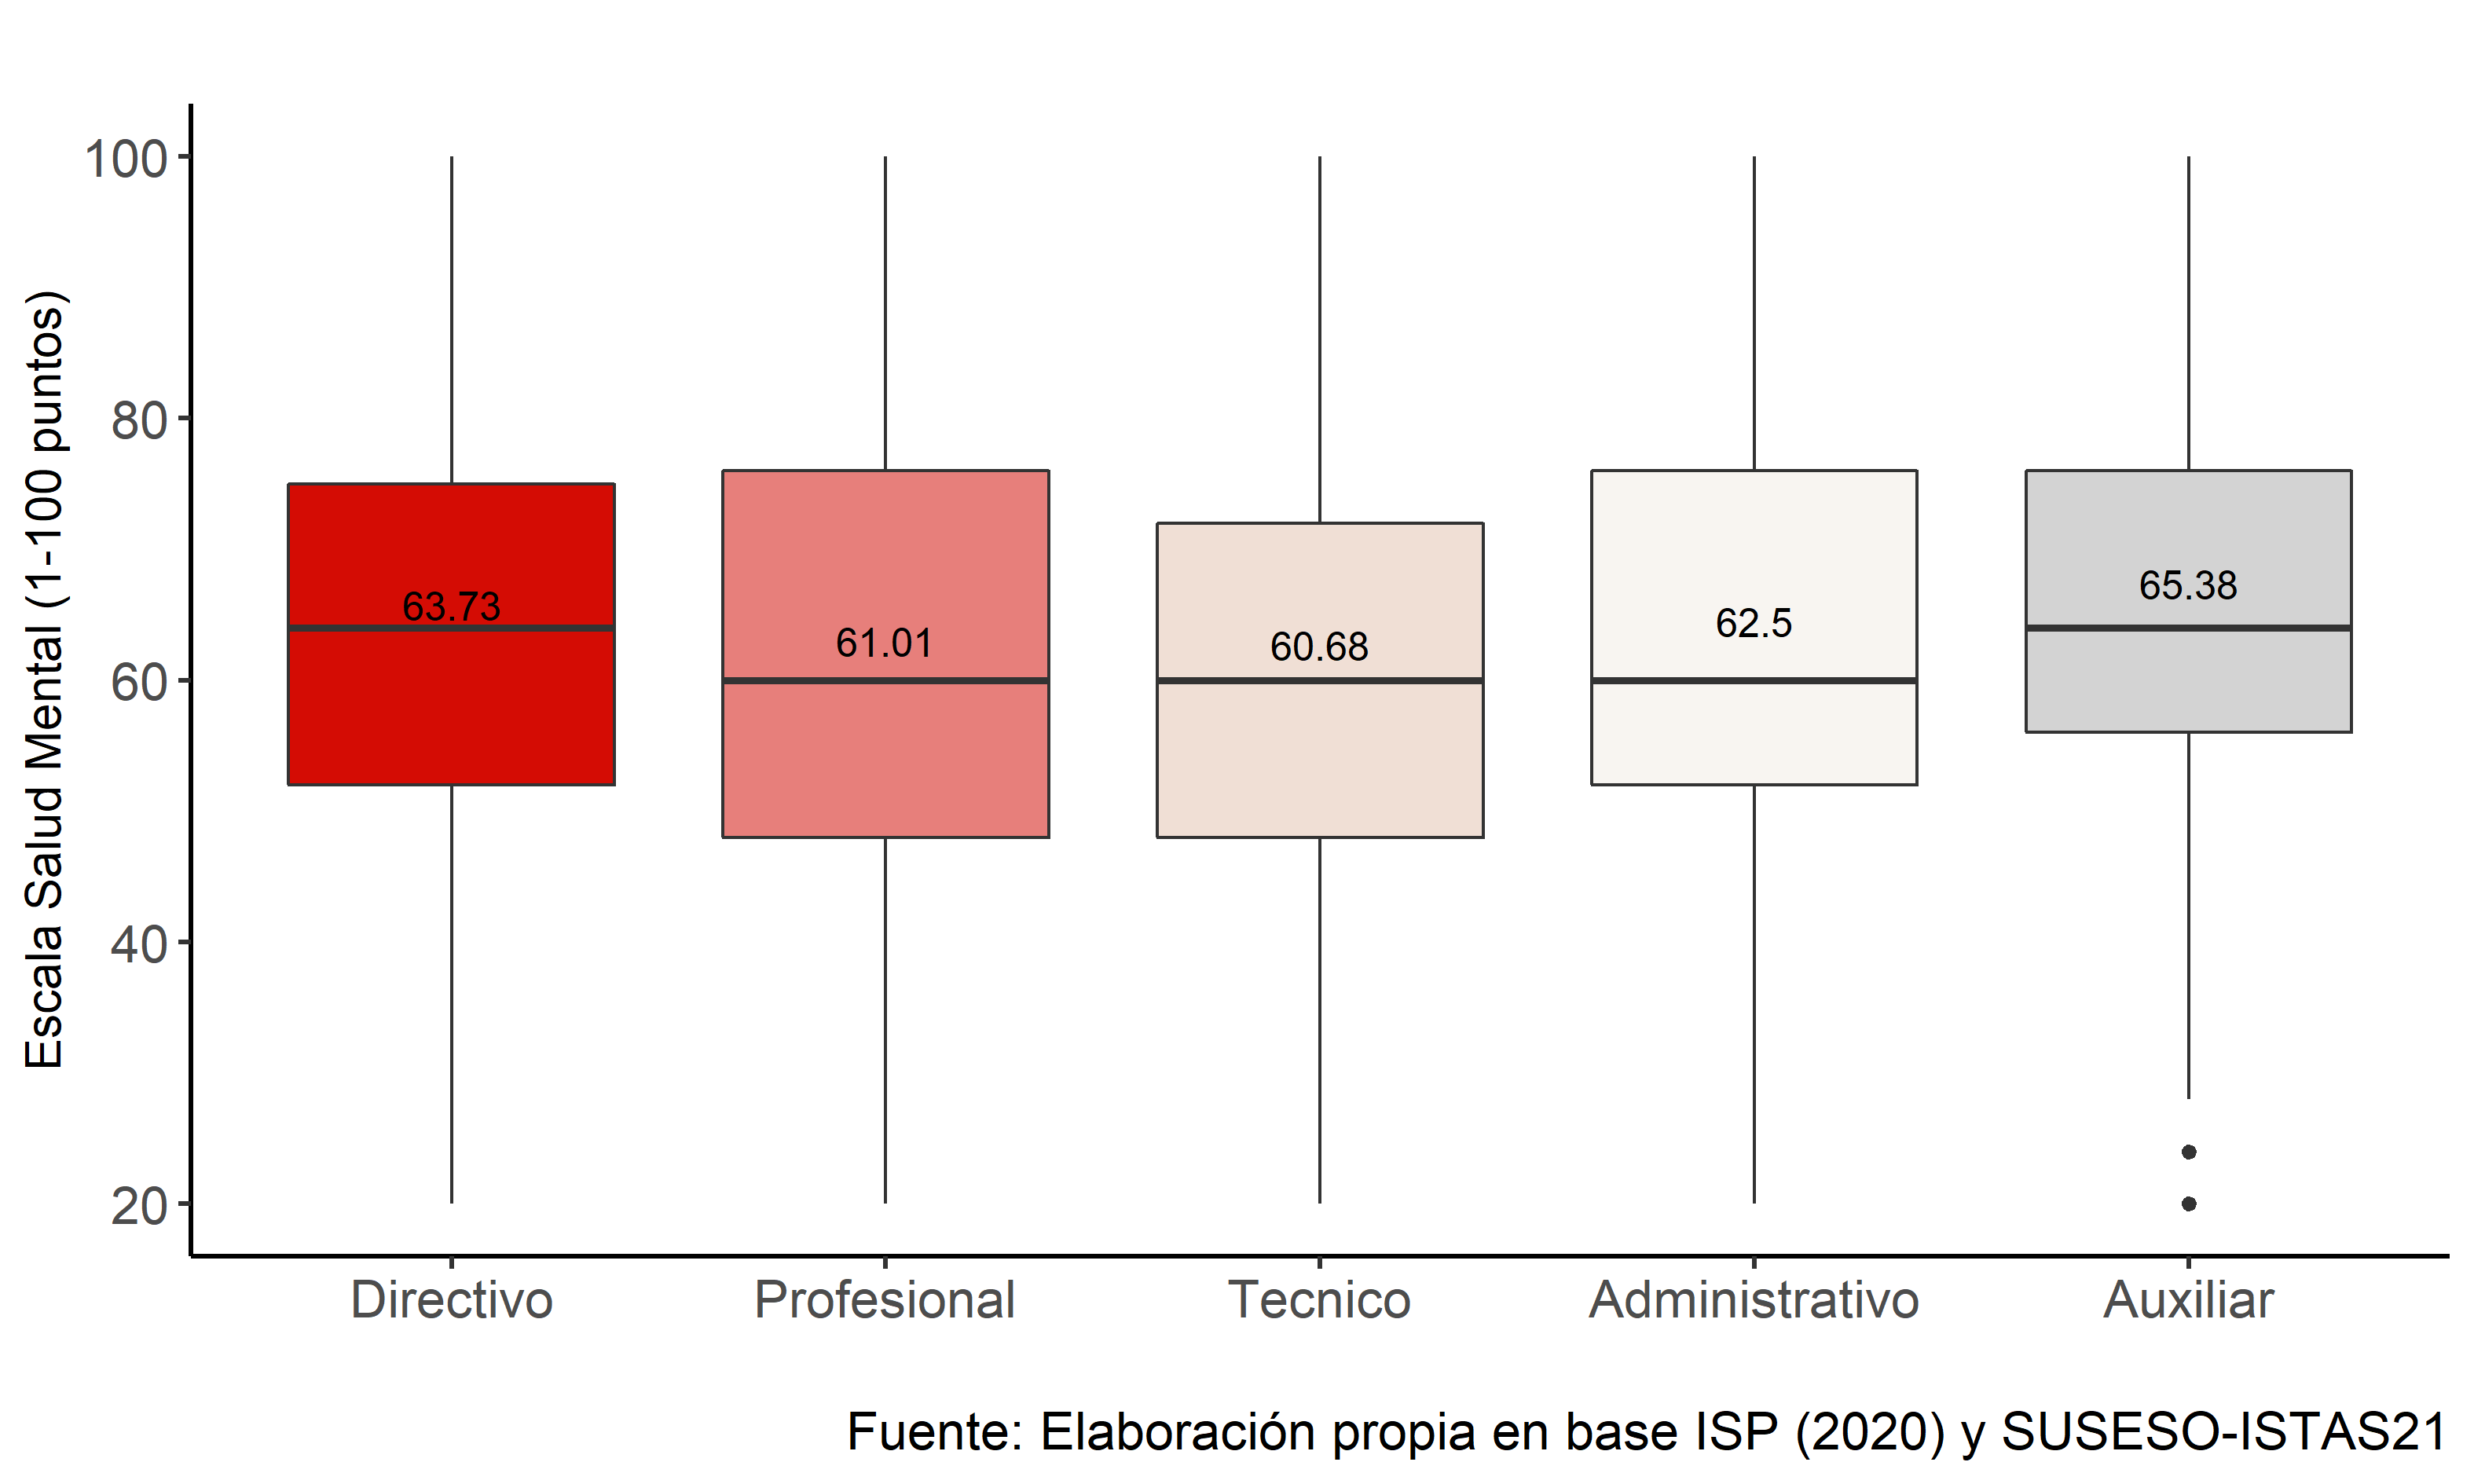 Escala Salud Mental (1-100 puntos)
100
80
60
40
20
63.73
61.01
60.68
62.5
65.38
Directivo
Profesional
Tecnico
Administrativo
Auxiliar
Fuente: Elaboración propia en base ISP (2020) y SUSESO-ISTAS21